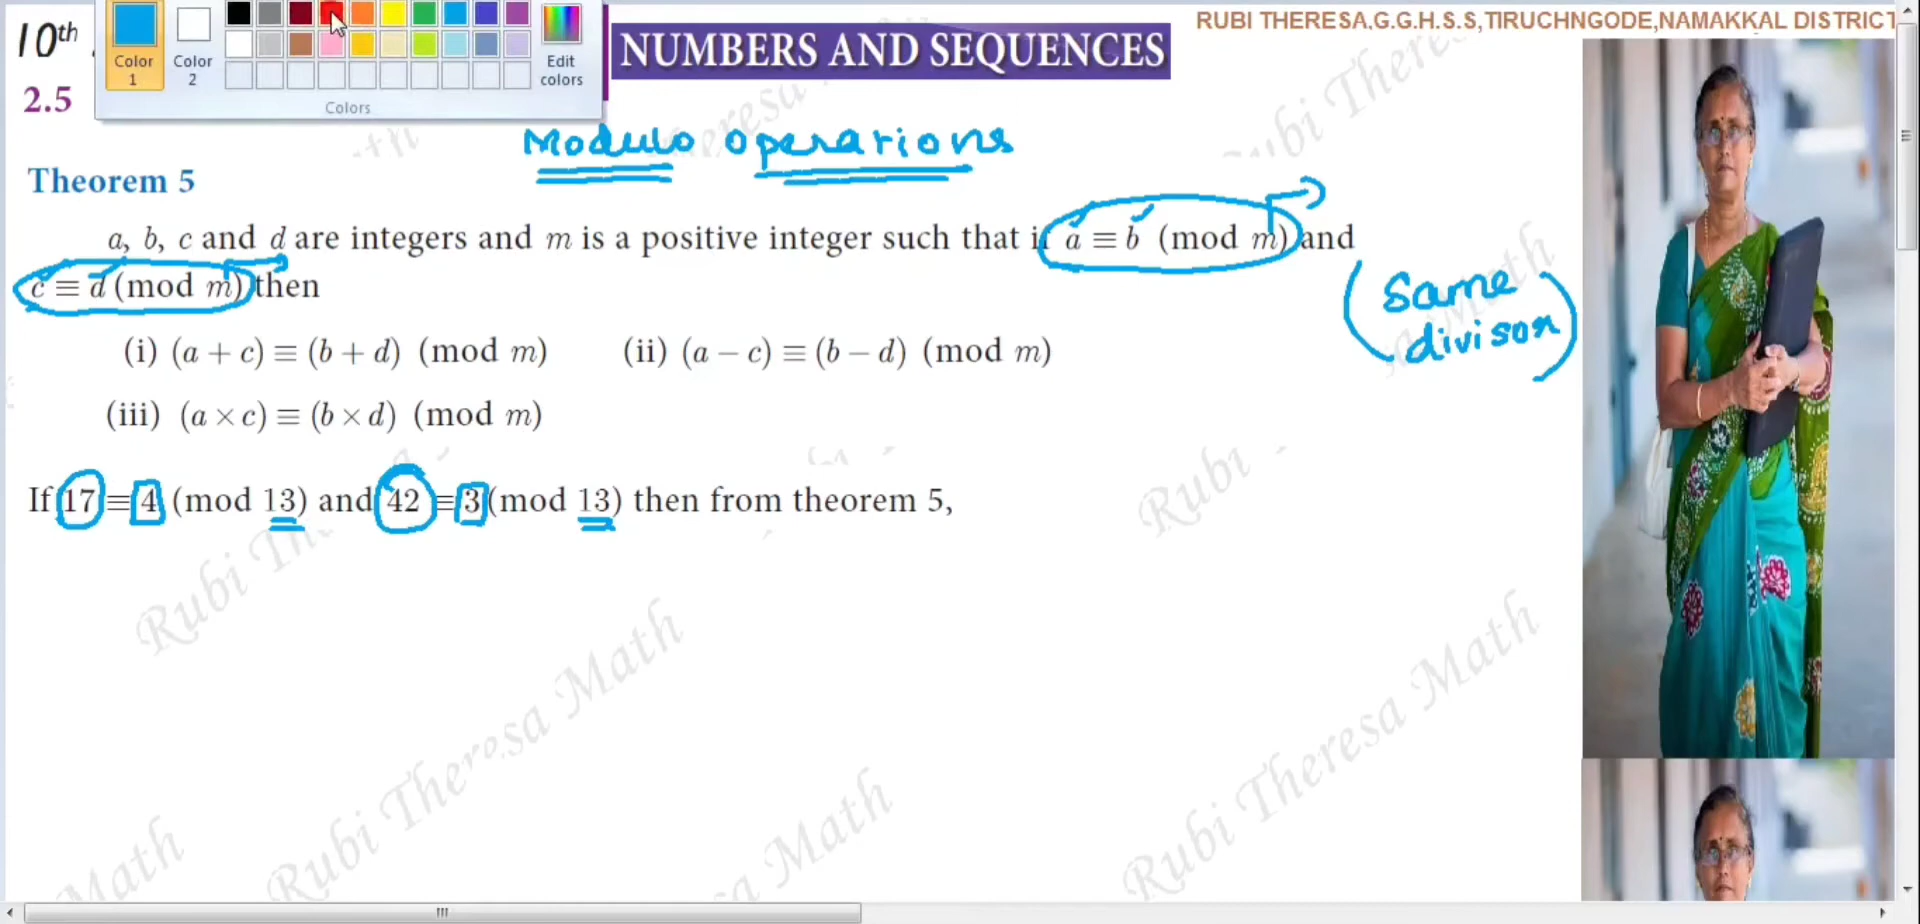 RUBI THERESA,G.G.H.S.S,TIRUCHNGODE,NAMAKKAL DISTRICT
10th
NUMBERS AND SEQUENCES
Color 1
Color 2
Edit colors
Colors
2.5
Modulo operations
Theorem 5
a, b, c and d are integers and m is a positive integer such that if a ≡ b (mod m) and
c ≡ d (mod m) then
(same
divisor)
(i) (a + c) ≡ (b + d) (mod m) (ii) (a − c) ≡ (b − d) (mod m)
(iii) (a × c) ≡ (b × d) (mod m)
If 17 ≡ 4 (mod 13) and 42 ≡ 3 (mod 13) then from theorem 5,
Rubi Theresa Math
Rubi Theresa Math
Rubi Theresa Math